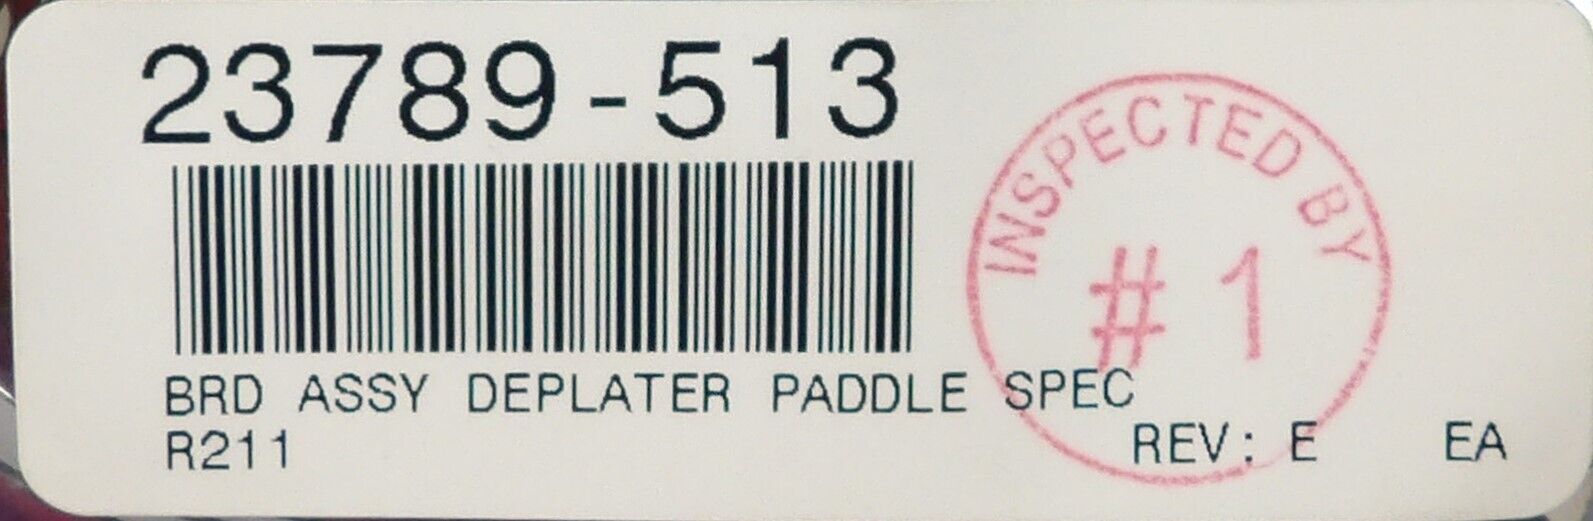 23789-513
INSPECTED BY
# 1
BRD ASSY DEPLATER PADDLE SPEC
R211
REV: E EA